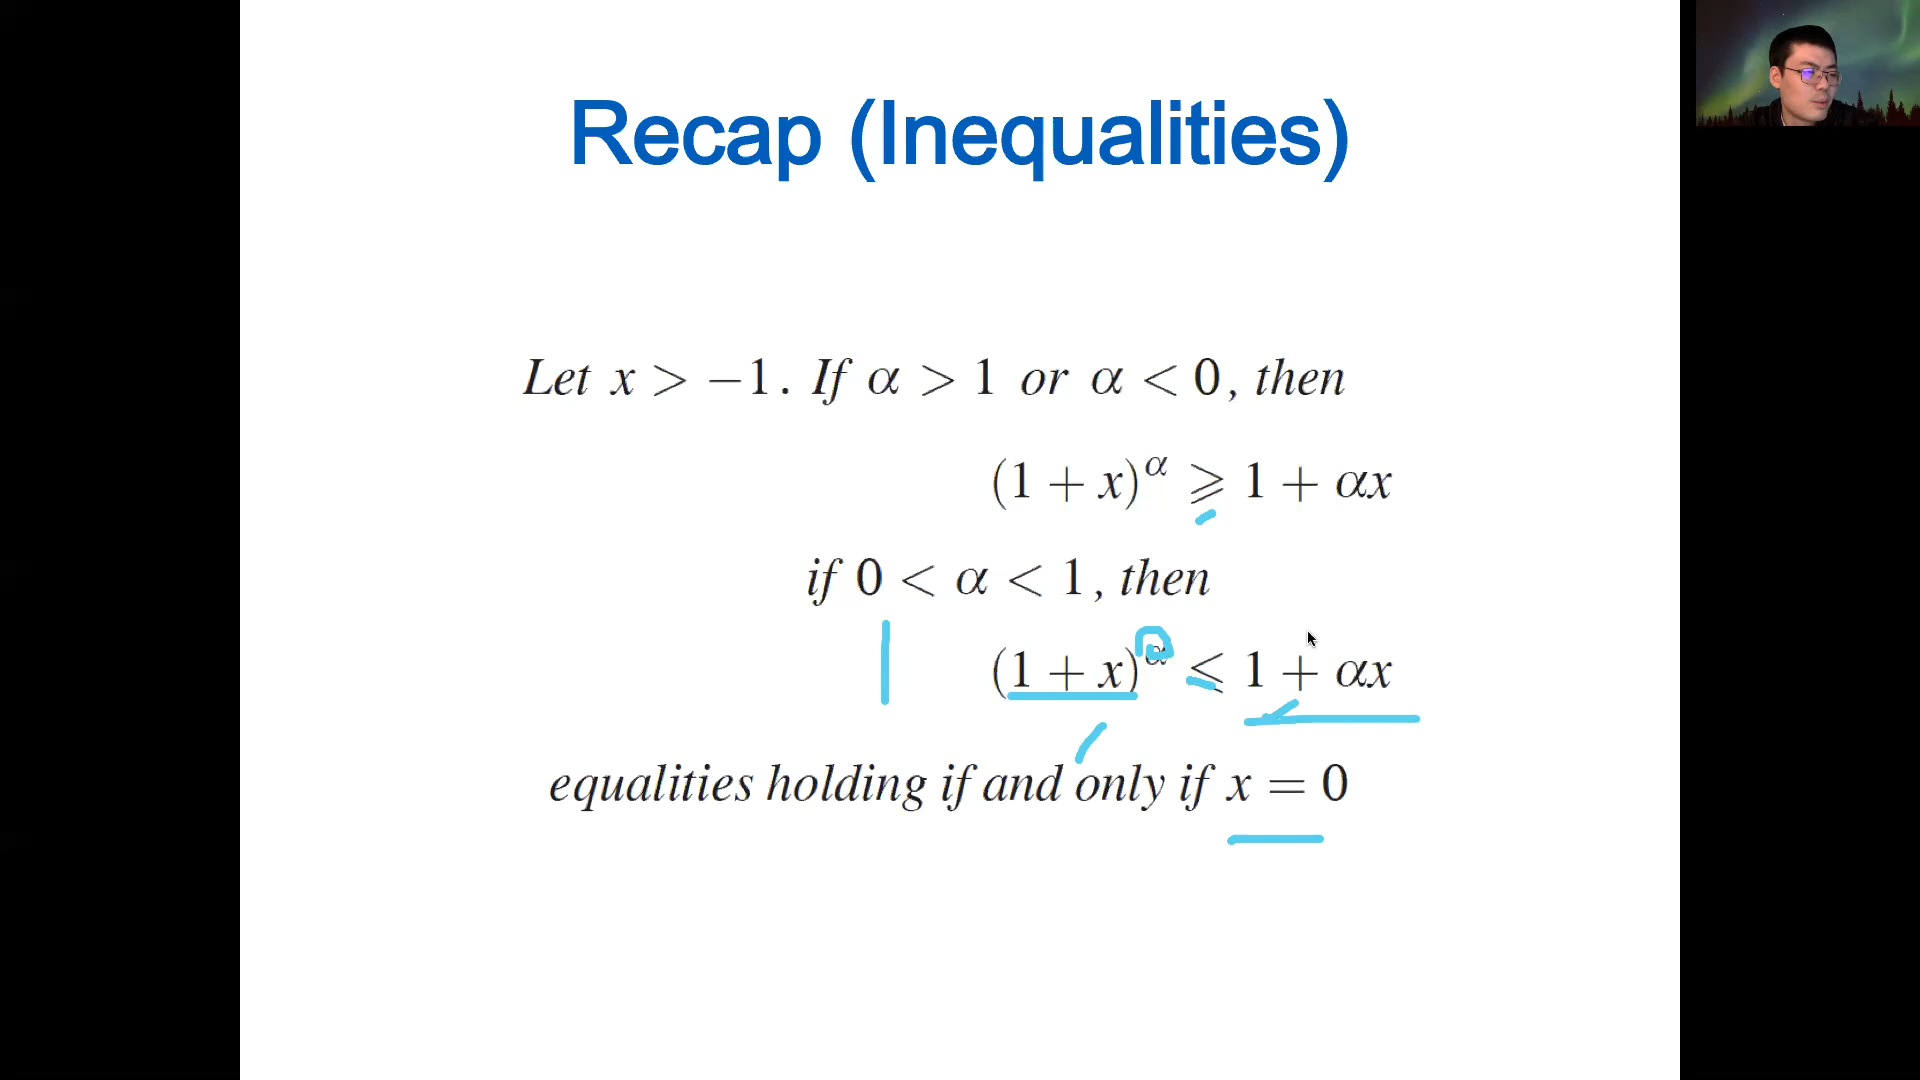 Recap (Inequalities)
Let x > −1. If α > 1 or α < 0, then
(1 + x)^α ⩾ 1 + αx
if 0 < α < 1, then
(1 + x)^α ⩽ 1 + αx
equalities holding if and only if x = 0